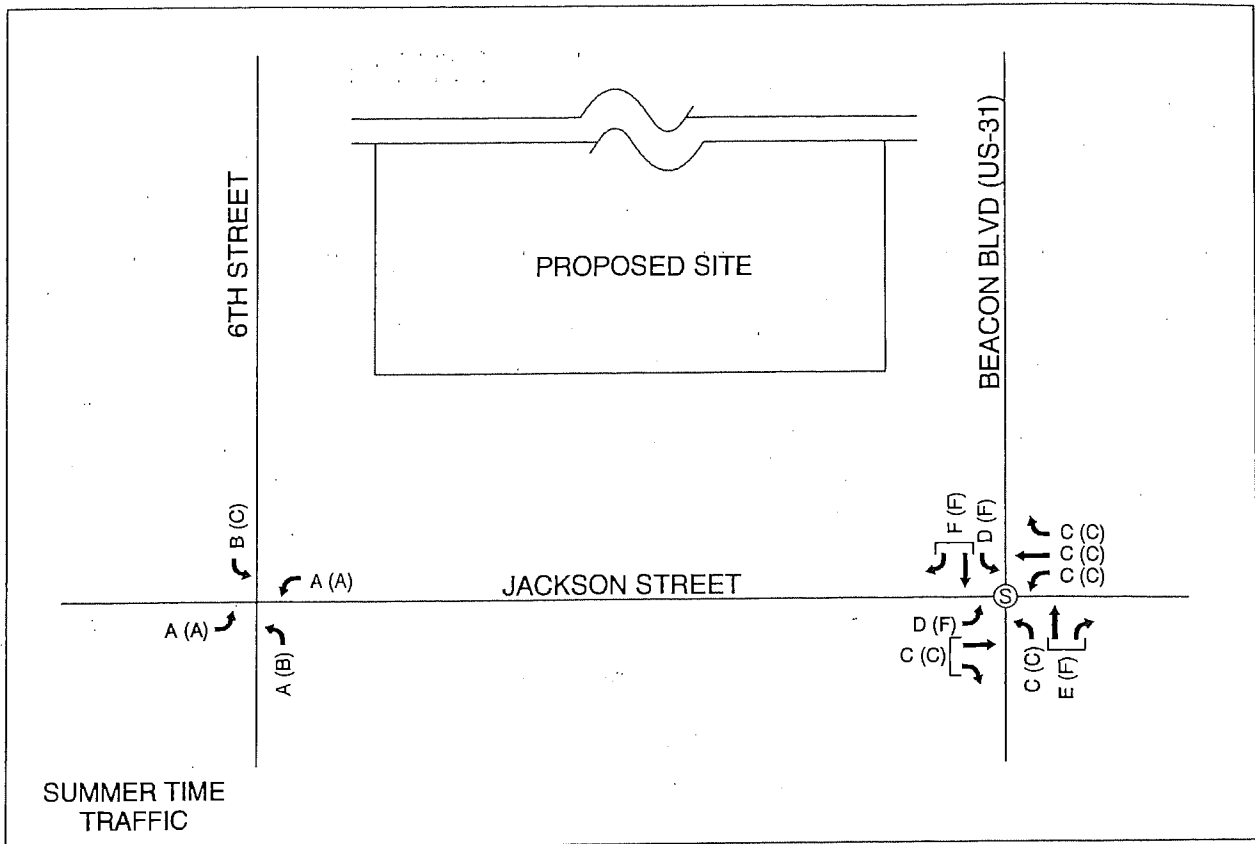 6TH STREET
PROPOSED SITE
BEACON BLVD (US-31)
B (C)
A (A)
A (A)
A (B)
JACKSON STREET
F (F)
D (F)
C (C)
C (C)
C (C)
S
D (F)
C (C)
C (C)
E (F)
SUMMER TIME
TRAFFIC